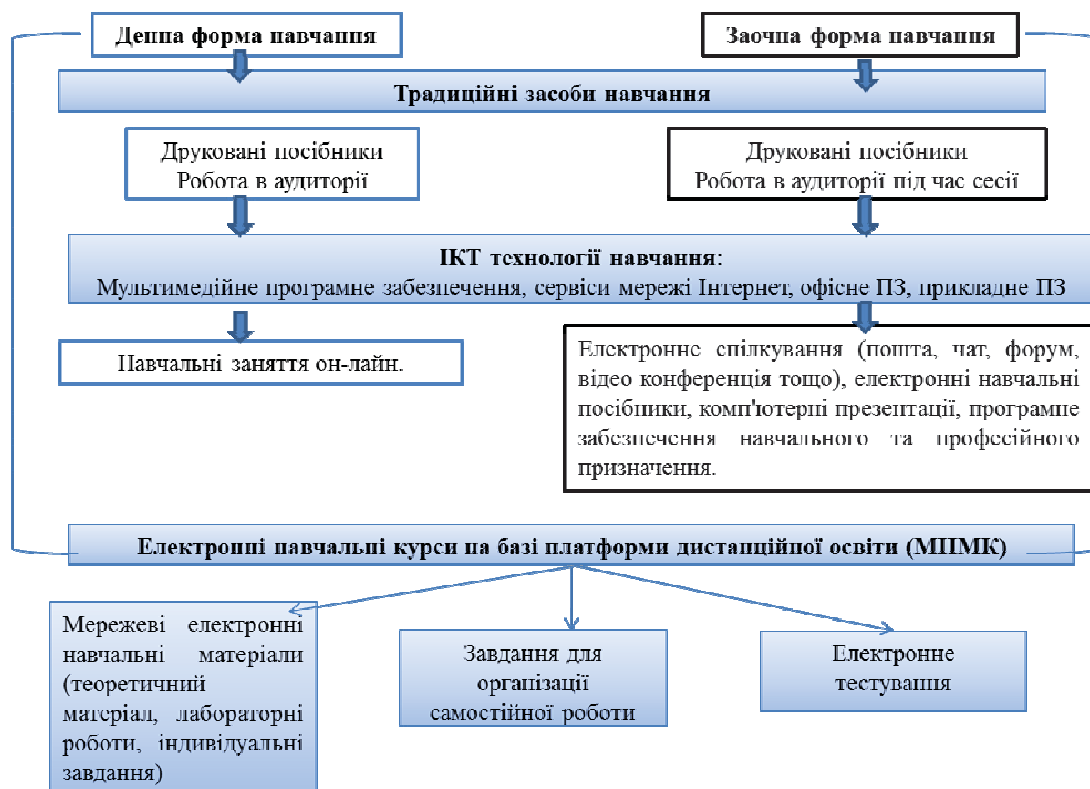 Денна форма навчання
Заочна форма навчання
Традиційні засоби навчання
Друковані посібники
Робота в аудиторії
Друковані посібники
Робота в аудиторії під час сесії
ІКТ технології навчання:
Мультимедійне програмне забезпечення, сервіси мережі Інтернет, офісне ПЗ, прикладне ПЗ
Навчальні заняття он-лайн.
Електронне спілкування (пошта, чат, форум,
відео конференція тощо), електронні навчальні
посібники, комп'ютерні презентації, програмне
забезпечення навчального та професійного
призначення.
Електронні навчальні курси на базі платформи дистанційної освіти (МПМК)
Мережеві електронні
навчальні матеріали
(теоретичний
матеріал, лабораторні
роботи, індивідуальні
завдання)
Завдання для
організації
самостійної роботи
Електронне
тестування